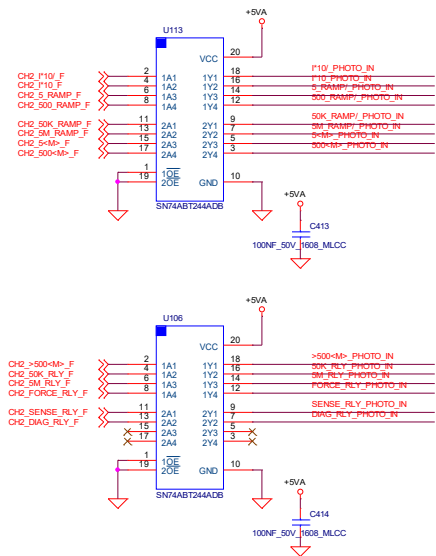 +5VA
U113
VCC 20
CH2_I*10/_F 2 1A1 1Y1 18 I*10/_PHOTO_IN
CH2_I*10_F 4 1A2 1Y2 16 I*10_PHOTO_IN
CH2_5_RAMP_F 6 1A3 1Y3 14 5_RAMP/_PHOTO_IN
CH2_500_RAMP_F 8 1A4 1Y4 12 500_RAMP/_PHOTO_IN
CH2_50K_RAMP_F 11 2A1 2Y1 9 50K_RAMP/_PHOTO_IN
CH2_5M_RAMP_F 13 2A2 2Y2 7 5M_RAMP/_PHOTO_IN
CH2_5<M>_F 15 2A3 2Y3 5 5<M>_PHOTO_IN
CH2_500<M>_F 17 2A4 2Y4 3 500<M>_PHOTO_IN
1 1OE
19 2OE GND 10
SN74ABT244ADB
+5VA
C413
100NF_50V_1608_MLCC
+5VA
U106
VCC 20
CH2_>500<M>_F 2 1A1 1Y1 18 >500<M>_PHOTO_IN
CH2_50K_RLY_F 4 1A2 1Y2 16 50K_RLY_PHOTO_IN
CH2_5M_RLY_F 6 1A3 1Y3 14 5M_RLY_PHOTO_IN
CH2_FORCE_RLY_F 8 1A4 1Y4 12 FORCE_RLY_PHOTO_IN
CH2_SENSE_RLY_F 11 2A1 2Y1 9 SENSE_RLY_PHOTO_IN
CH2_DIAG_RLY_F 13 2A2 2Y2 7 DIAG_RLY_PHOTO_IN
15 2A3 2Y3 5
17 2A4 2Y4 3
1 1OE
19 2OE GND 10
SN74ABT244ADB
+5VA
C414
100NF_50V_1608_MLCC